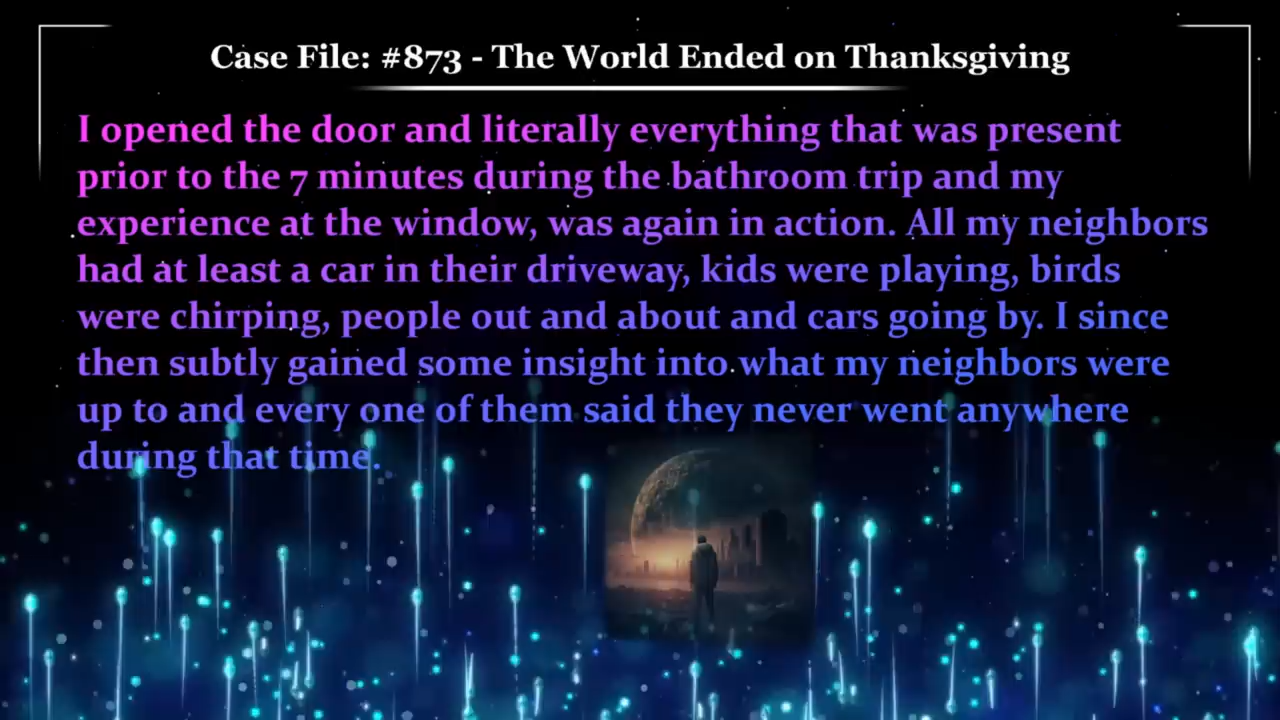 Case File: #873 - The World Ended on Thanksgiving
I opened the door and literally everything that was present
prior to the 7 minutes during the bathroom trip and my
experience at the window, was again in action. All my neighbors
had at least a car in their driveway, kids were playing, birds
were chirping, people out and about and cars going by. I since
then subtly gained some insight into what my neighbors were
up to and every one of them said they never went anywhere
during that time.